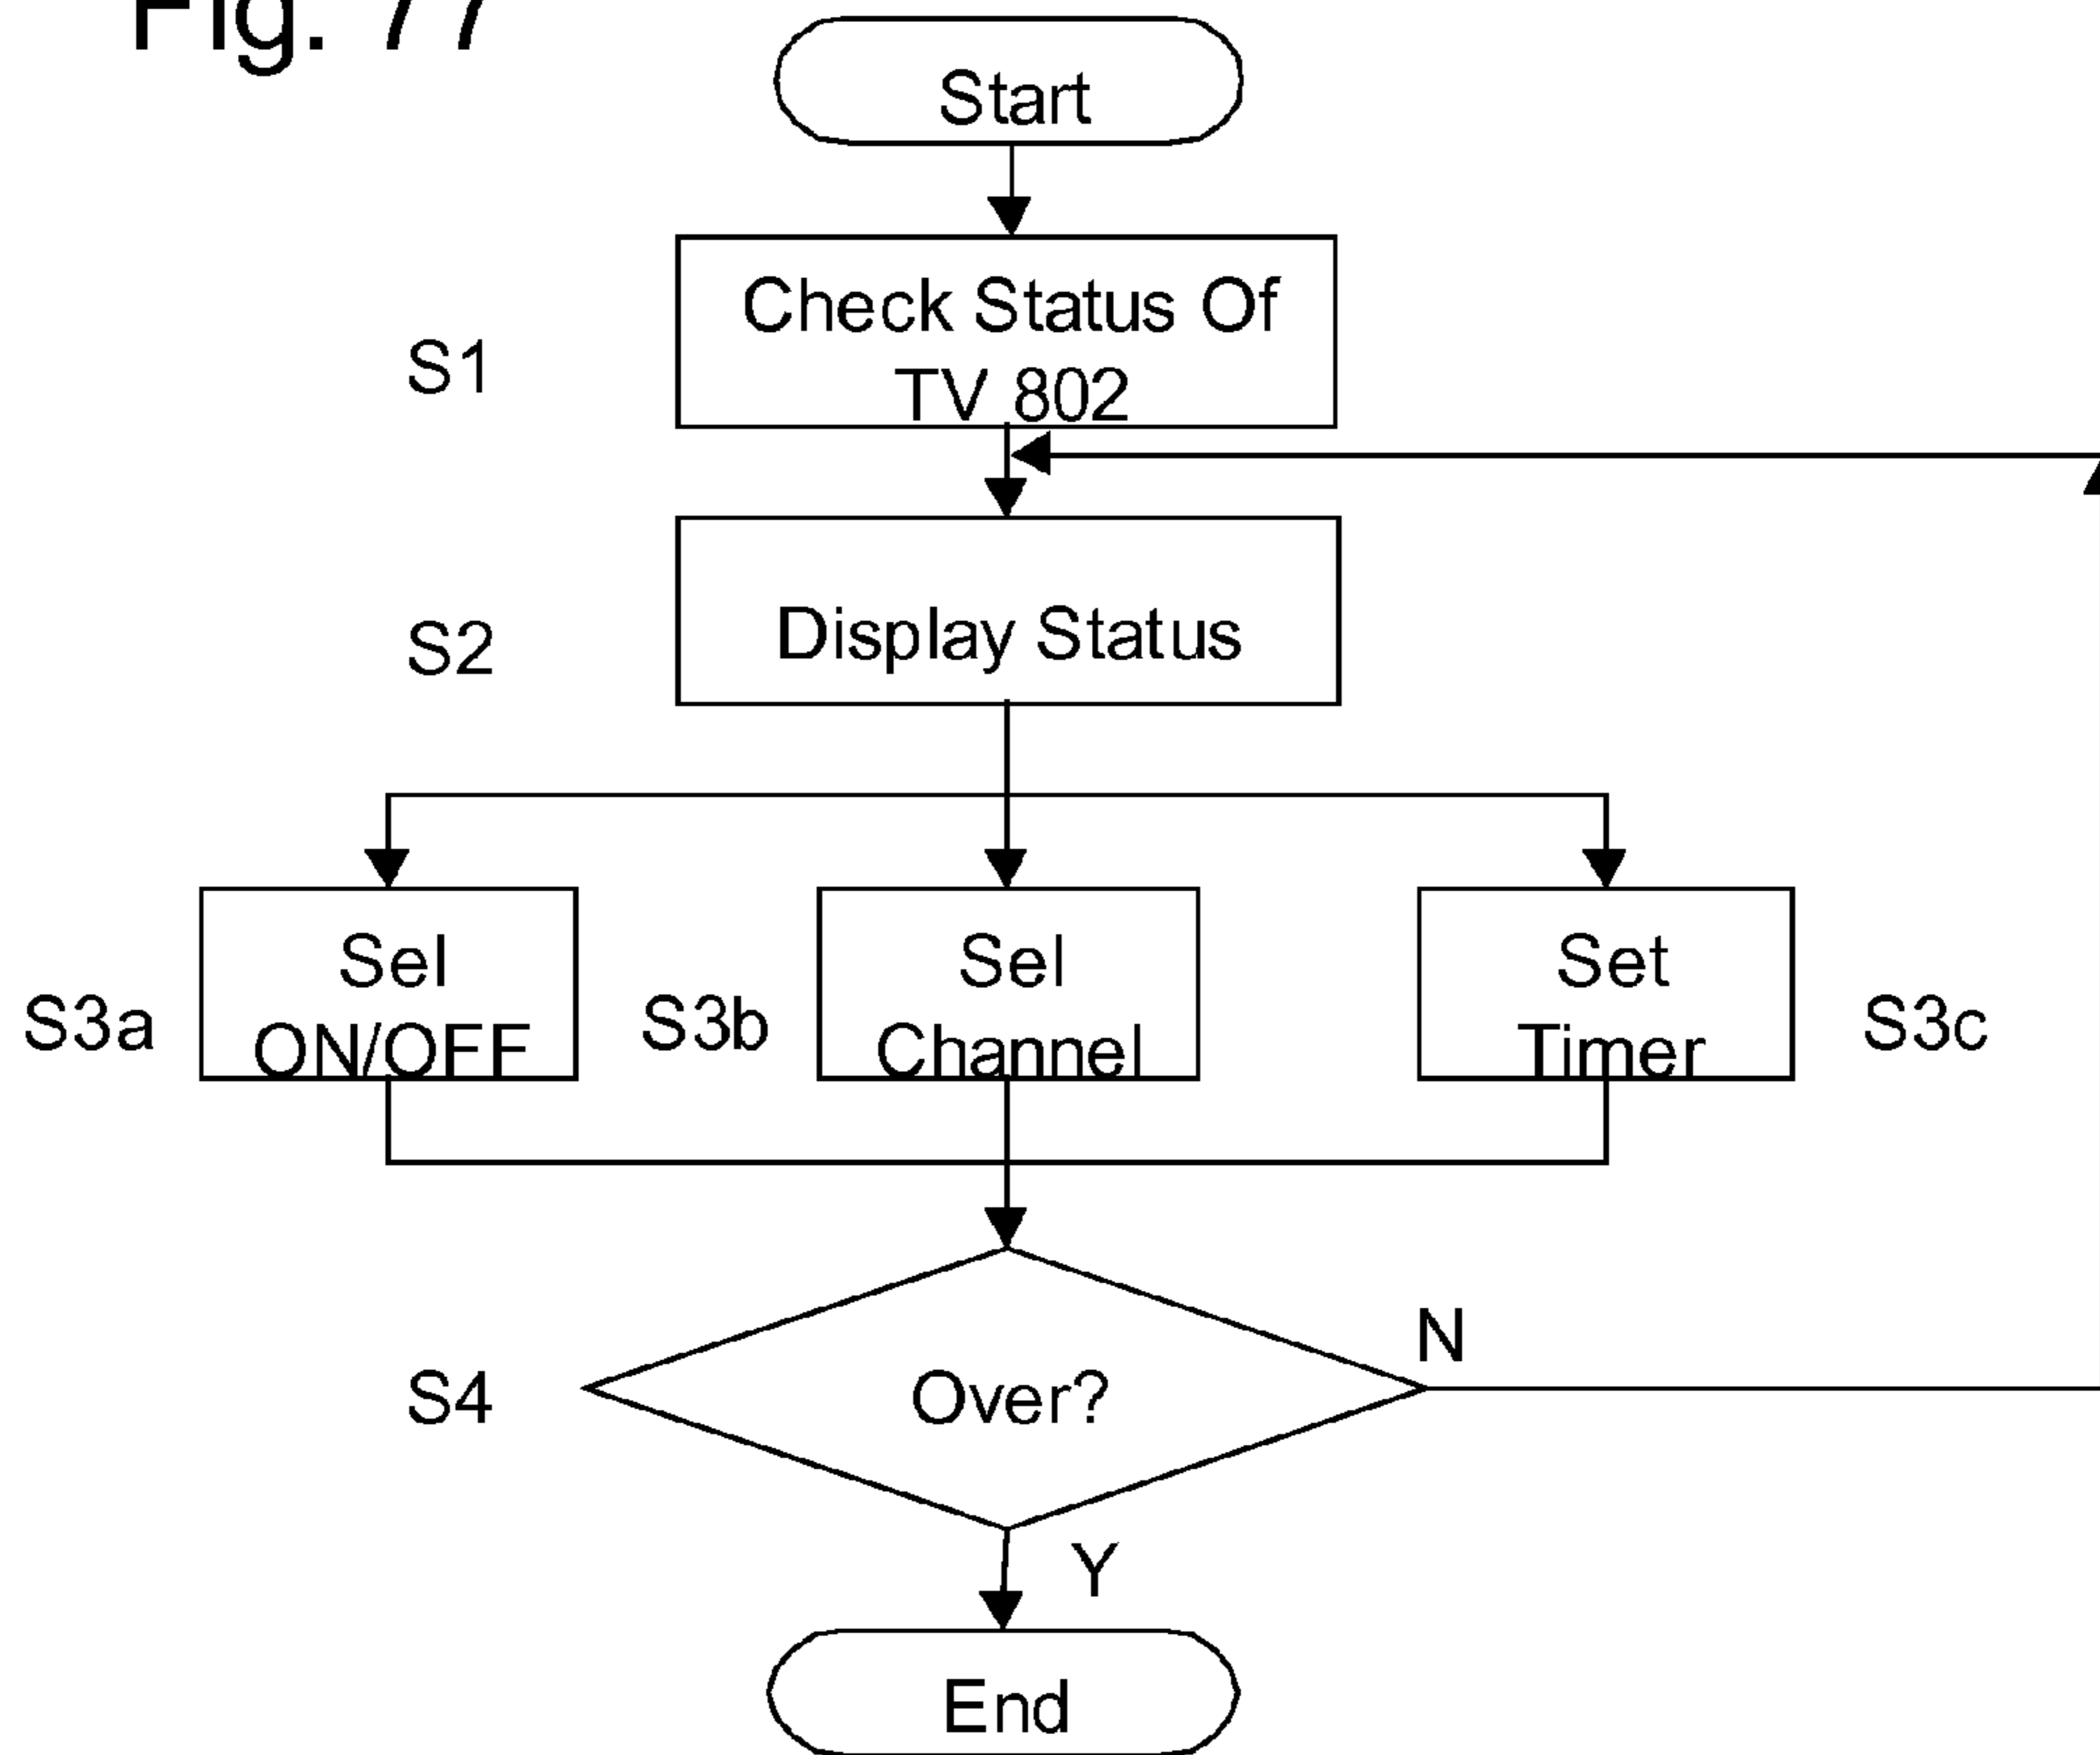 Fig. 77
Start
Check Status Of
TV 802
S1
Display Status
S2
Sel
ON/OFF
S3a
Sel
Channel
S3b
Set
Timer
S3c
Over?
S4
N
Y
End